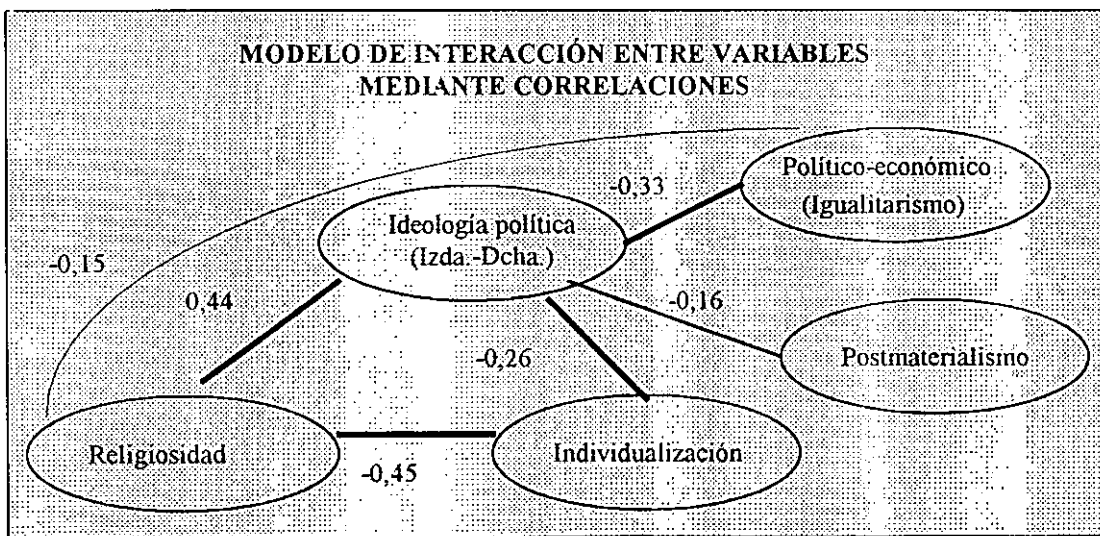 MODELO DE INTERACCIÓN ENTRE VARIABLES
MEDIANTE CORRELACIONES
Político-económico
(Igualitarismo)
-0,33
Ideología política
(Izda.-Dcha.)
-0,15
0,44
-0,16
-0,26
Postmaterialismo
Religiosidad
Individualización
-0,45